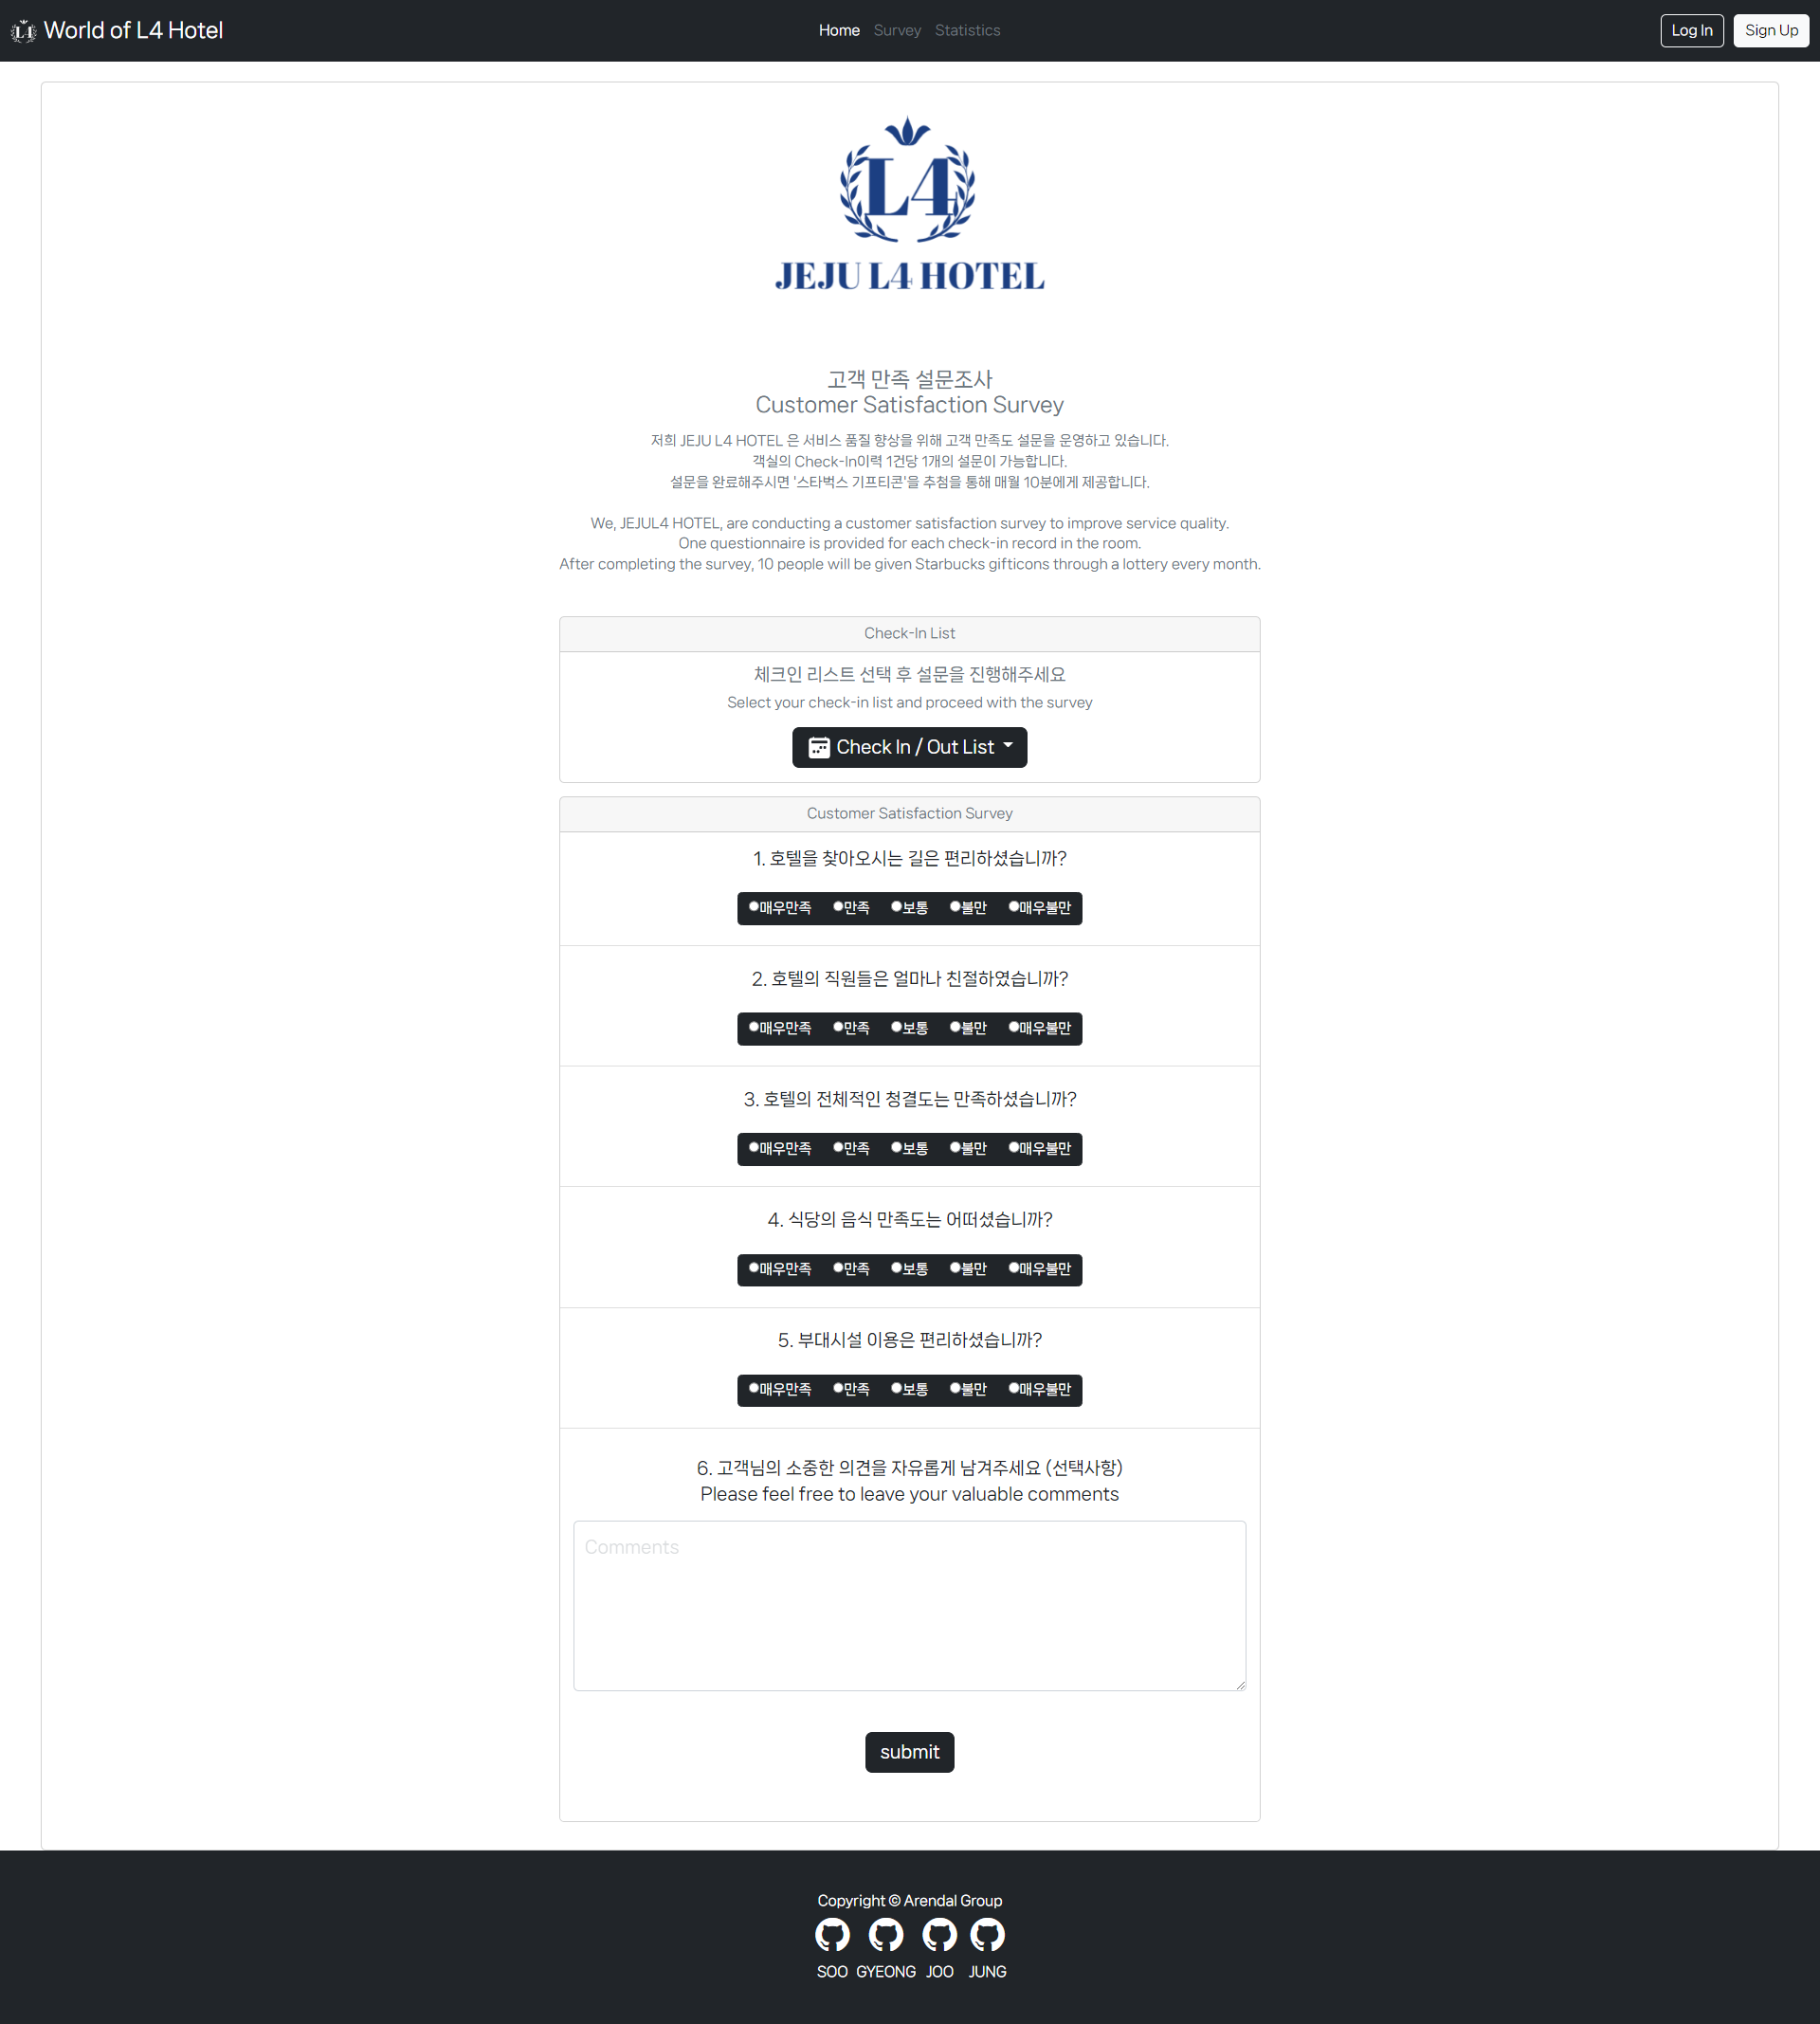 L4 World of L4 Hotel
Home Survey Statistics
Log In Sign Up
L4
JEJU L4 HOTEL
고객 만족 설문조사
Customer Satisfaction Survey
저희 JEJU L4 HOTEL 은 서비스 품질 향상을 위해 고객 만족도 설문을 운영하고 있습니다.
객실의 Check-In이력 1건당 1개의 설문이 가능합니다.
설문을 완료해주시면 '스타벅스 기프티콘'을 추첨을 통해 매월 10분에게 제공합니다.
We, JEJUL4 HOTEL, are conducting a customer satisfaction survey to improve service quality.
One questionnaire is provided for each check-in record in the room.
After completing the survey, 10 people will be given Starbucks gifticons through a lottery every month.
Check-In List
체크인 리스트 선택 후 설문을 진행해주세요
Select your check-in list and proceed with the survey
Check In / Out List
Customer Satisfaction Survey
1. 호텔을 찾아오시는 길은 편리하셨습니까?
매우만족 만족 보통 불만 매우불만
2. 호텔의 직원들은 얼마나 친절하였습니까?
매우만족 만족 보통 불만 매우불만
3. 호텔의 전체적인 청결도는 만족하셨습니까?
매우만족 만족 보통 불만 매우불만
4. 식당의 음식 만족도는 어떠셨습니까?
매우만족 만족 보통 불만 매우불만
5. 부대시설 이용은 편리하셨습니까?
매우만족 만족 보통 불만 매우불만
6. 고객님의 소중한 의견을 자유롭게 남겨주세요 (선택사항)
Please feel free to leave your valuable comments
Comments
submit
Copyright © Arendal Group
SOO GYEONG JOO JUNG